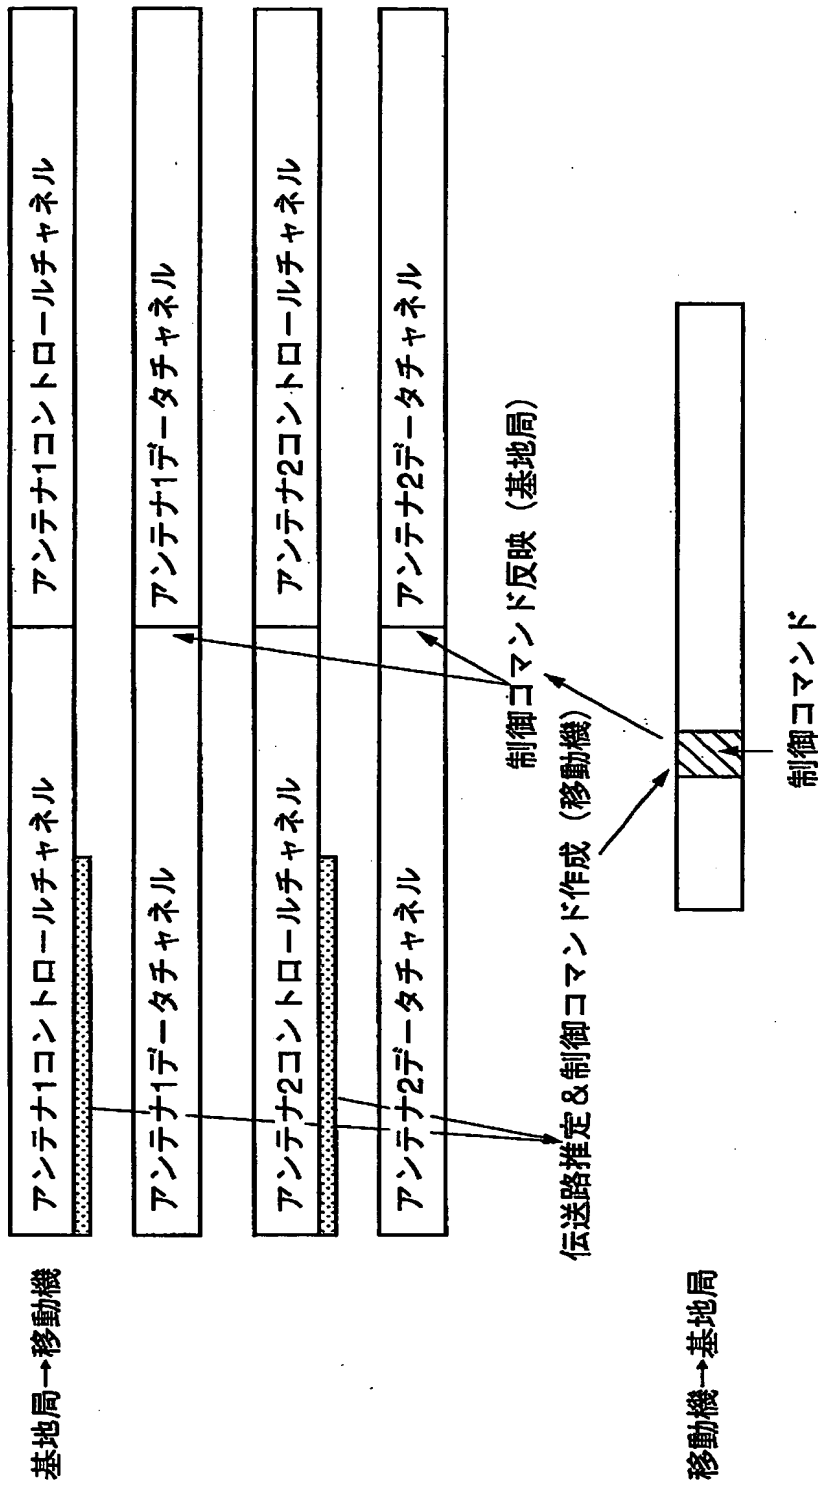 基地局→移動機
アンテナ1コントロールチャネル
アンテナ1コントロールチャネル
アンテナ1データチャネル
アンテナ1データチャネル
アンテナ2コントロールチャネル
アンテナ2コントロールチャネル
アンテナ2データチャネル
アンテナ2データチャネル
制御コマンド反映（基地局）
伝送路推定&制御コマンド作成（移動機）
移動機→基地局
制御コマンド